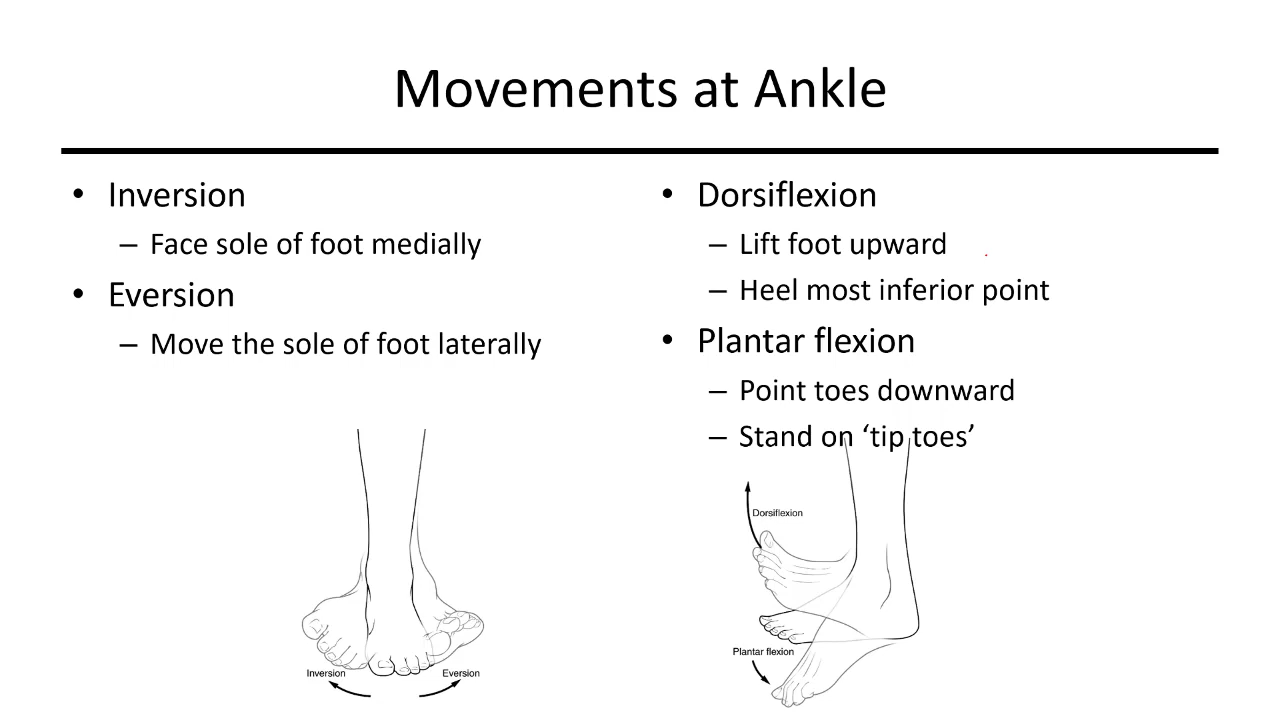 Movements at Ankle
• Inversion
– Face sole of foot medially
• Eversion
– Move the sole of foot laterally
• Dorsiflexion
– Lift foot upward
– Heel most inferior point
• Plantar flexion
– Point toes downward
– Stand on ‘tip toes’
Inversion
Eversion
Dorsiflexion
Plantar flexion